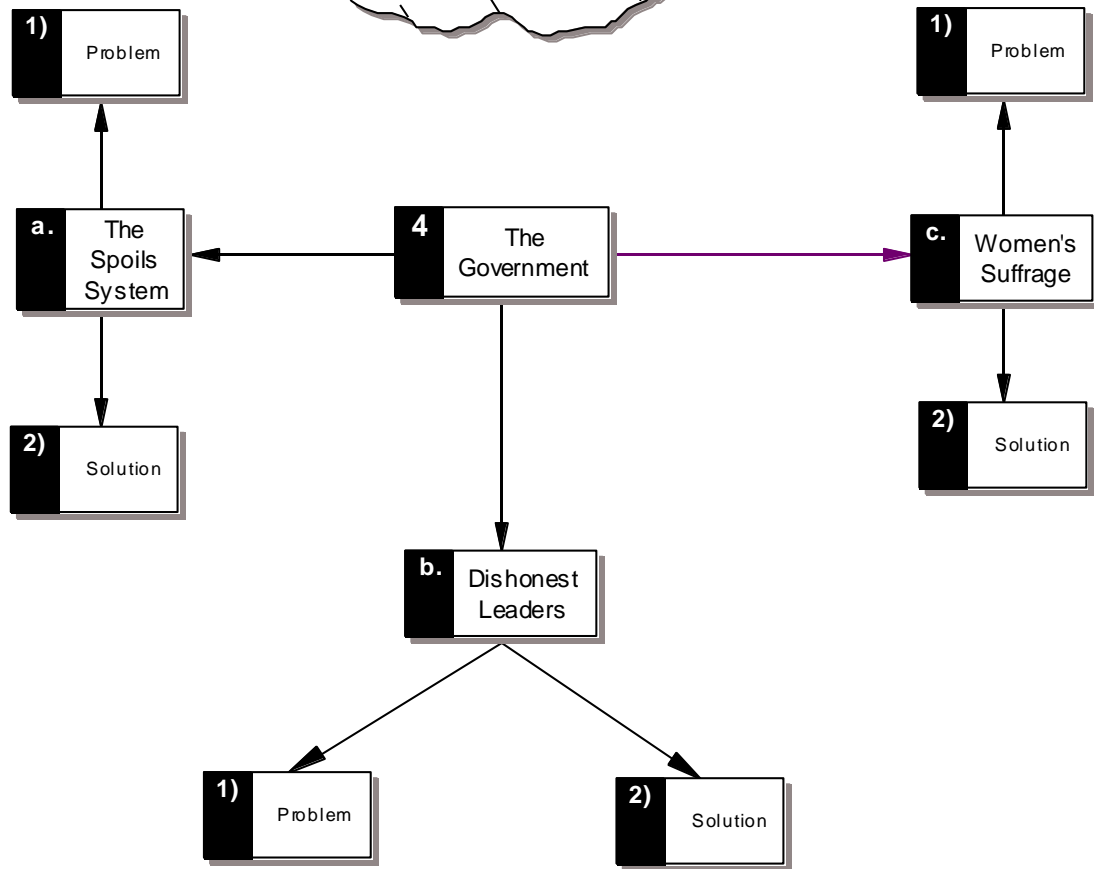 1)
Problem
1)
Problem
a.
The
Spoils
System
4
The
Government
c.
Women's
Suffrage
2)
Solution
2)
Solution
b.
Dishonest
Leaders
1)
Problem
2)
Solution